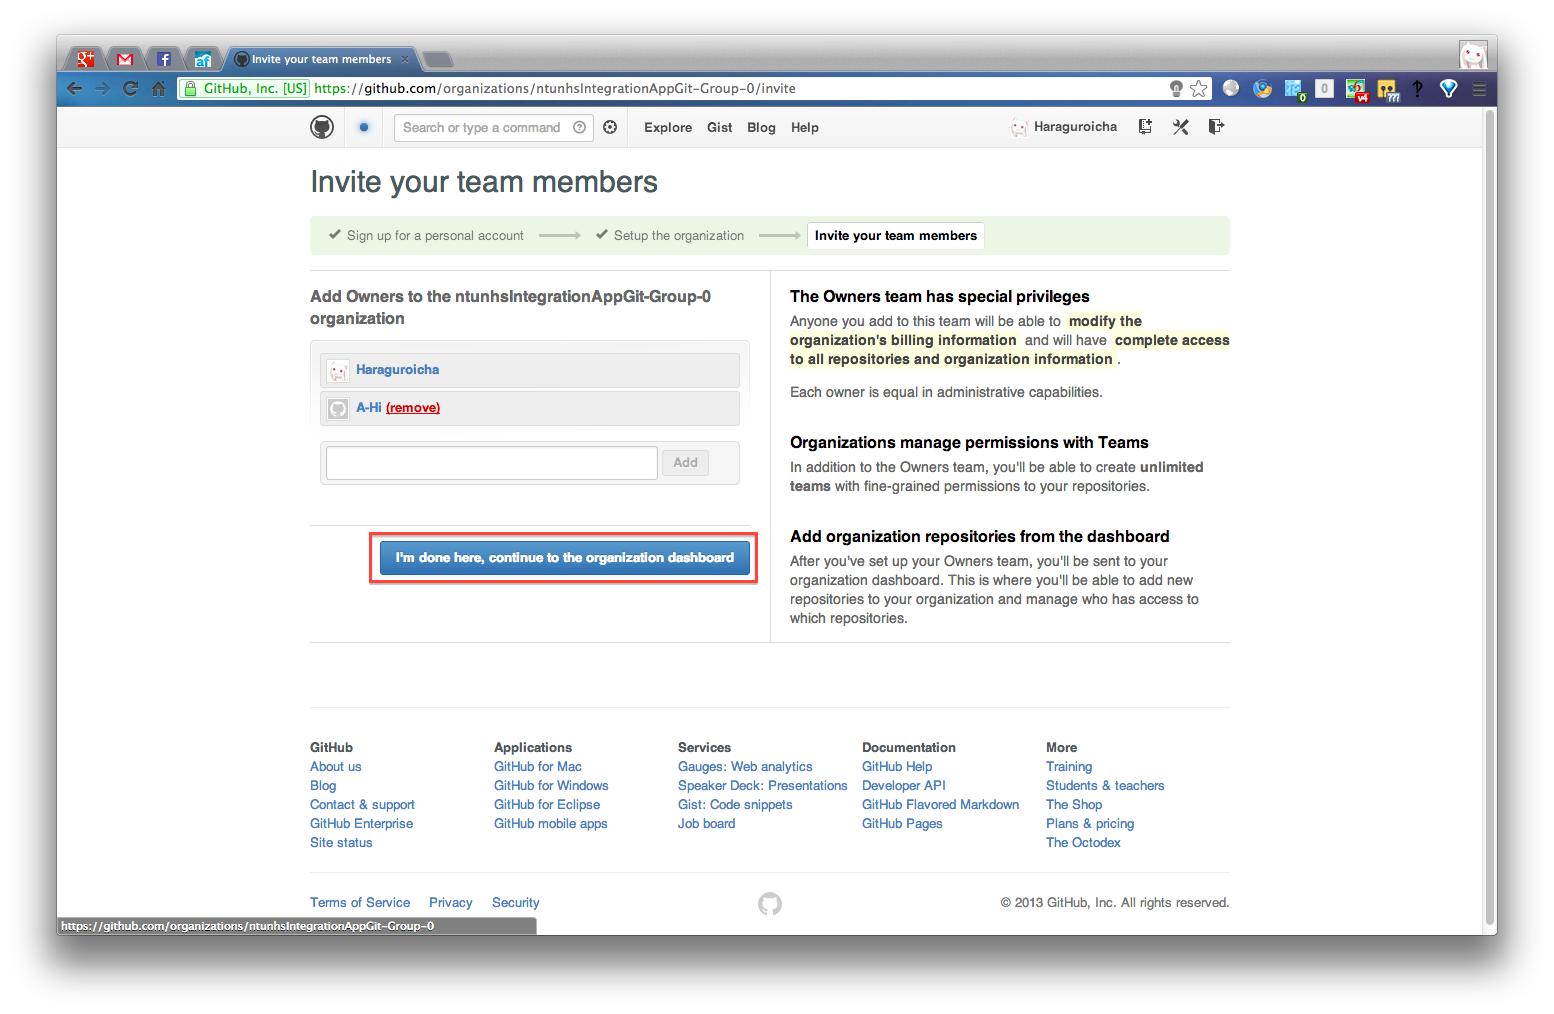 Invite your team members
GitHub, Inc. [US] https://github.com/organizations/ntunhsIntegrationAppGit-Group-0/invite
Search or type a command
Explore Gist Blog Help
Haraguroicha
Invite your team members
Sign up for a personal account
Setup the organization
Invite your team members
Add Owners to the ntunhsIntegrationAppGit-Group-0
organization
Haraguroicha
A-Hi (remove)
Add
I'm done here, continue to the organization dashboard
The Owners team has special privileges
Anyone you add to this team will be able to modify the
organization's billing information and will have complete access
to all repositories and organization information.
Each owner is equal in administrative capabilities.
Organizations manage permissions with Teams
In addition to the Owners team, you'll be able to create unlimited
teams with fine-grained permissions to your repositories.
Add organization repositories from the dashboard
After you've set up your Owners team, you'll be sent to your
organization dashboard. This is where you'll be able to add new
repositories to your organization and manage who has access to
which repositories.
GitHub
About us
Blog
Contact & support
GitHub Enterprise
Site status
Applications
GitHub for Mac
GitHub for Windows
GitHub for Eclipse
GitHub mobile apps
Services
Gauges: Web analytics
Speaker Deck: Presentations
Gist: Code snippets
Job board
Documentation
GitHub Help
Developer API
GitHub Flavored Markdown
GitHub Pages
More
Training
Students & teachers
The Shop
Plans & pricing
The Octodex
Terms of Service Privacy Security
© 2013 GitHub, Inc. All rights reserved.
https://github.com/organizations/ntunhsIntegrationAppGit-Group-0